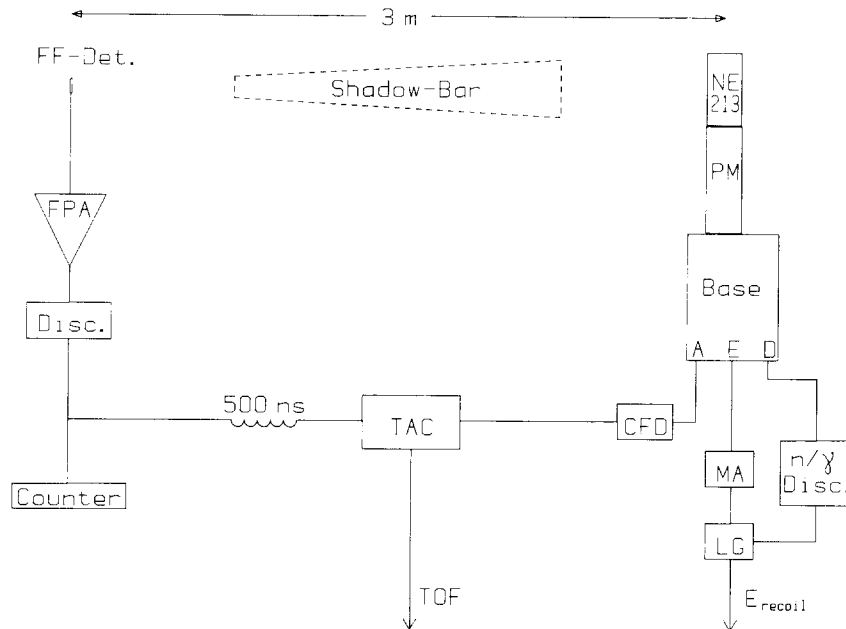 3 m
FF-Det.
Shadow-Bar
NE
213
PM
FPA
Base
A E D
Disc.
500 ns
TAC
CFD
n/γ
Disc.
MA
Counter
LG
TOF
E recoil